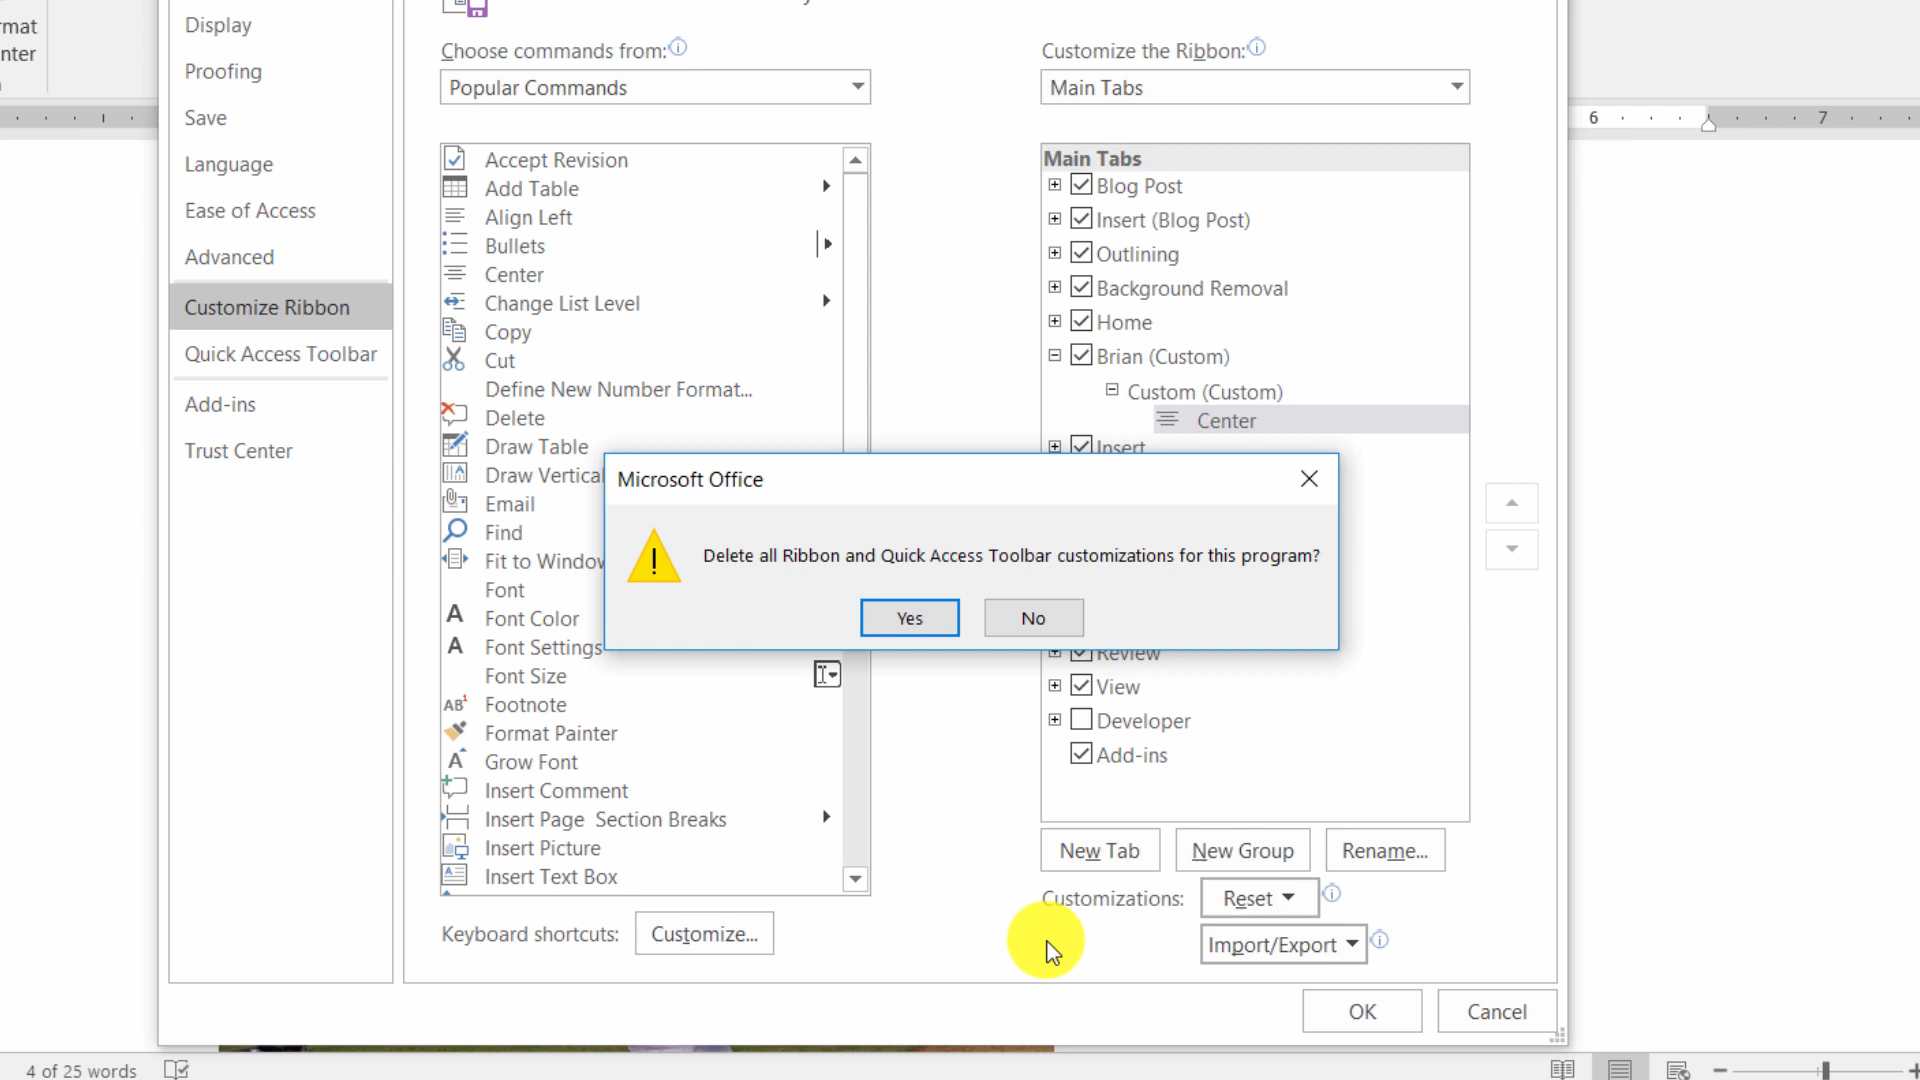 Display
Proofing
Save
Language
Ease of Access
Advanced
Customize Ribbon
Quick Access Toolbar
Add-ins
Trust Center
Choose commands from:
Popular Commands
Accept Revision
Add Table
Align Left
Bullets
Center
Change List Level
Copy
Cut
Define New Number Format...
Delete
Draw Table
Draw Vertical
Email
Find
Fit to Window
Font
Font Color
Font Settings
Font Size
Footnote
Format Painter
Grow Font
Insert Comment
Insert Page  Section Breaks
Insert Picture
Insert Text Box
Keyboard shortcuts: Customize...
Customize the Ribbon:
Main Tabs
Main Tabs
Blog Post
Insert (Blog Post)
Outlining
Background Removal
Home
Brian (Custom)
Custom (Custom)
Center
Insert
Review
View
Developer
Add-ins
New Tab New Group Rename...
Customizations: Reset
Import/Export
OK Cancel
Microsoft Office
Delete all Ribbon and Quick Access Toolbar customizations for this program?
Yes No
6 7
4 of 25 words